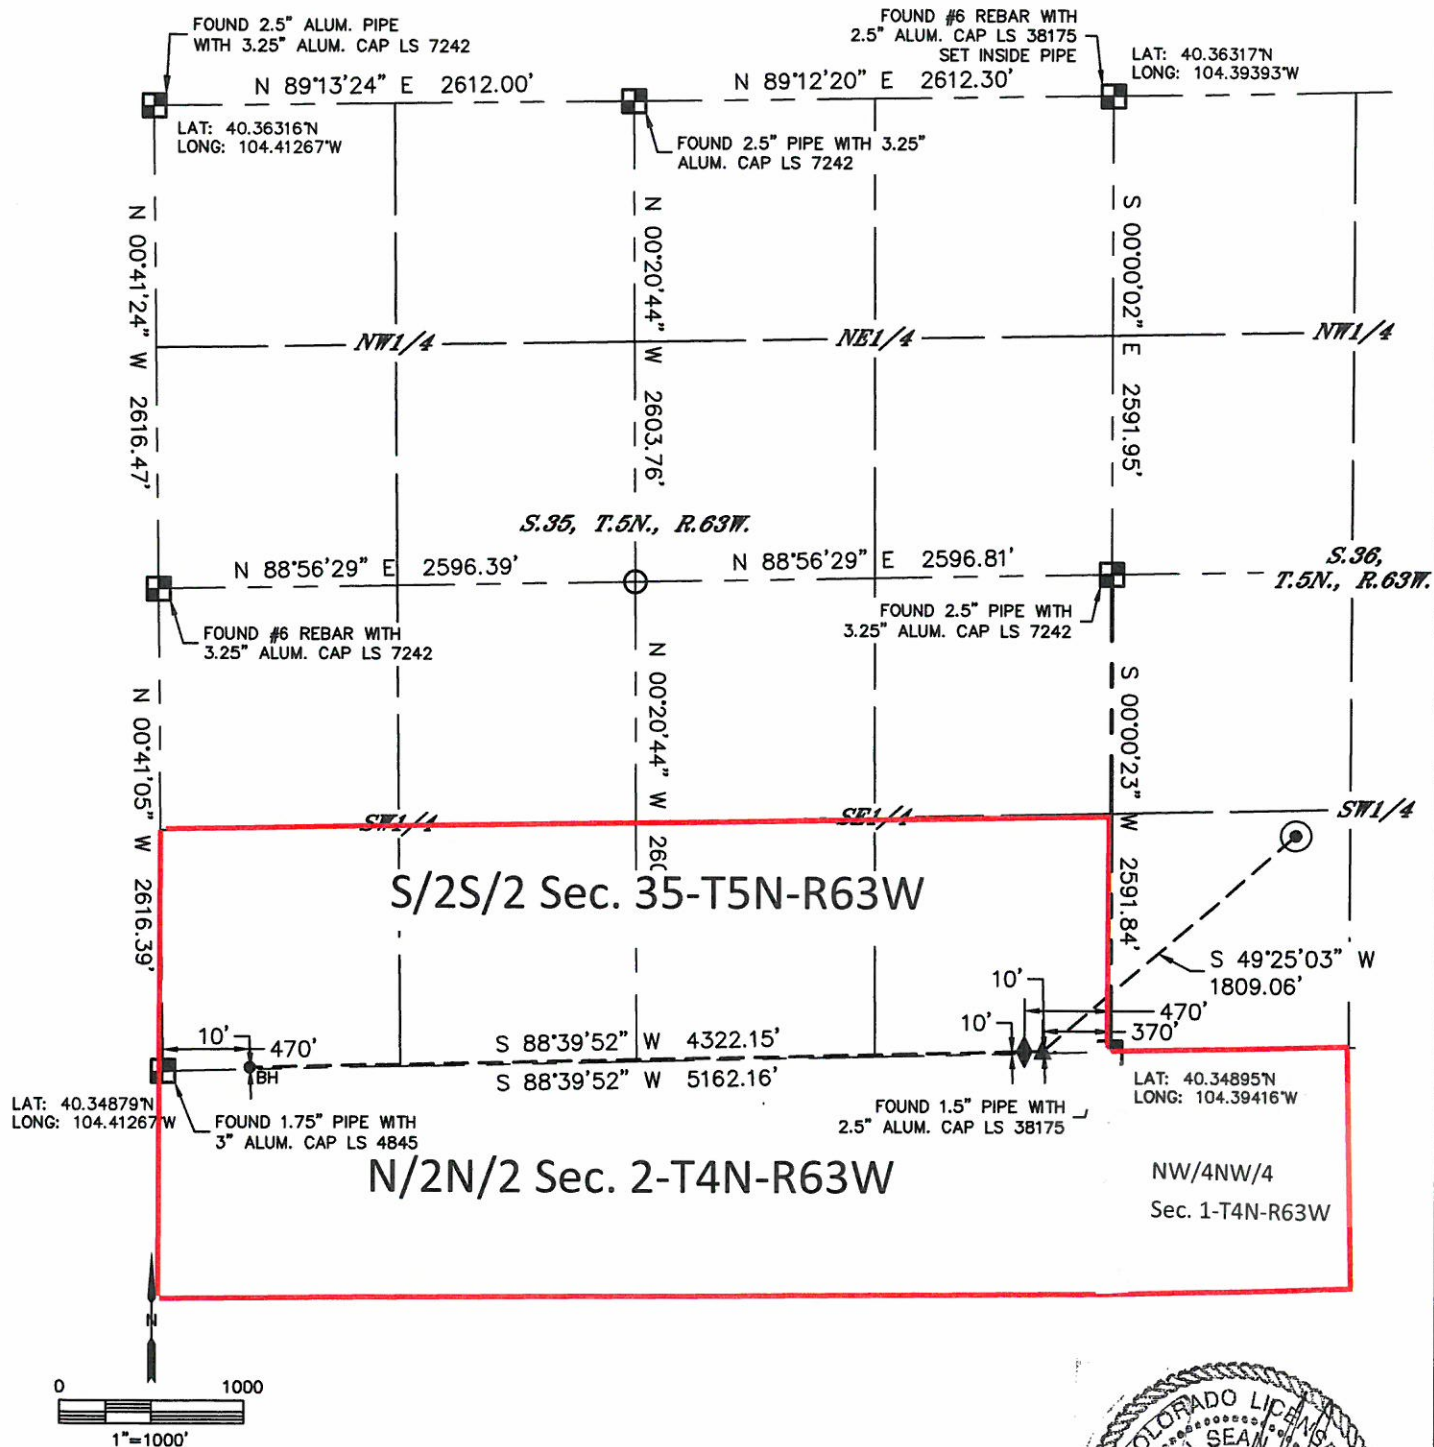 FOUND 2.5" ALUM. PIPE
WITH 3.25" ALUM. CAP LS 7242
FOUND #6 REBAR WITH
2.5" ALUM. CAP LS 38175
SET INSIDE PIPE
LAT: 40.36317°N
LONG: 104.39393°W
N 89°13'24" E 2612.00'
N 89°12'20" E 2612.30'
LAT: 40.36316°N
LONG: 104.41267°W
FOUND 2.5" PIPE WITH 3.25"
ALUM. CAP LS 7242
N 00°41'24" W 2616.47'
N 00°20'44" W 2603.76'
S 00°00'02" E 2591.95'
NW1/4
NE1/4
NW1/4
S.35, T.5N., R.63W.
N 88°56'29" E 2596.39'
N 88°56'29" E 2596.81'
S.36,
T.5N., R.63W.
FOUND #6 REBAR WITH
3.25" ALUM. CAP LS 7242
FOUND 2.5" PIPE WITH
3.25" ALUM. CAP LS 7242
N 00°41'05" W 2616.39'
N 00°20'44" W 260
S 00°00'23" W 2591.84'
SW1/4
SE1/4
SW1/4
S/2S/2 Sec. 35-T5N-R63W
S 49°25'03" W
1809.06'
10'
470'
10'
370'
10'
470'
S 88°39'52" W 4322.15'
S 88°39'52" W 5162.16'
BH
LAT: 40.34879°N
LONG: 104.41267°W
FOUND 1.75" PIPE WITH
3" ALUM. CAP LS 4845
FOUND 1.5" PIPE WITH
2.5" ALUM. CAP LS 38175
LAT: 40.34895°N
LONG: 104.39416°W
N/2N/2 Sec. 2-T4N-R63W
NW/4NW/4
Sec. 1-T4N-R63W
N
0 1000
1"=1000'
COLORADO LICENS
SEAN